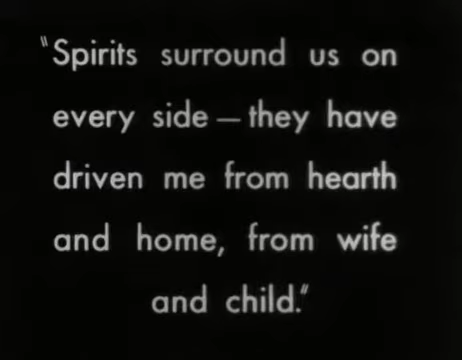 "Spirits surround us on
every side — they have
driven me from hearth
and home, from wife
and child."